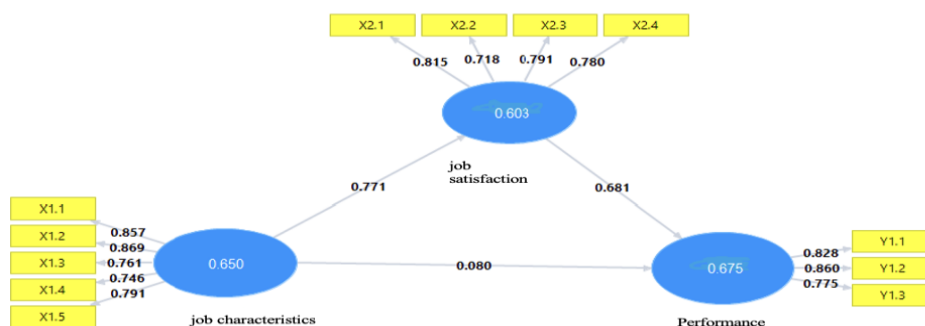 X2.1 X2.2 X2.3 X2.4
0.815 0.718 0.791 0.780
0.603
job
satisfaction
0.771
0.681
X1.1
X1.2
X1.3
X1.4
X1.5
0.857
0.869
0.761
0.746
0.791
0.650
job characteristics
0.080
0.675
Performance
0.828
0.860
0.775
Y1.1
Y1.2
Y1.3